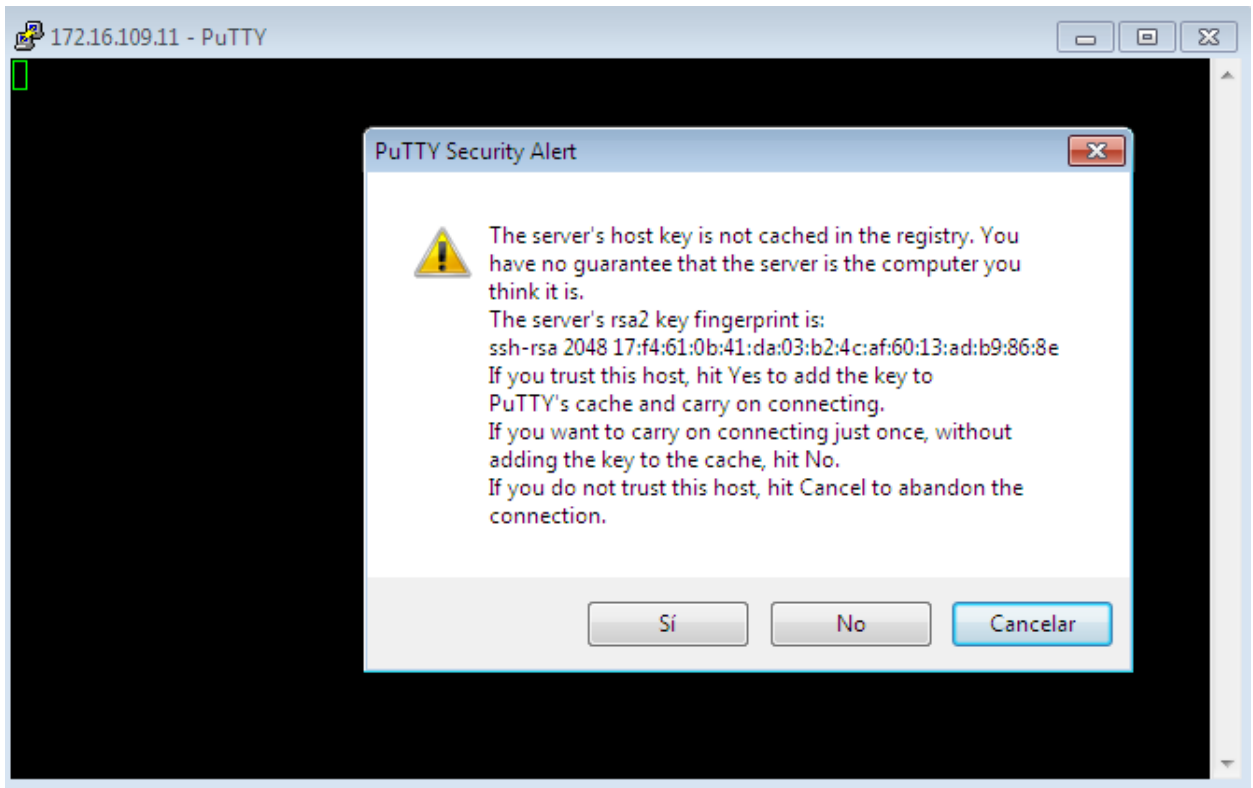 172.16.109.11 - PuTTY
PuTTY Security Alert
The server's host key is not cached in the registry. You
have no guarantee that the server is the computer you
think it is.
The server's rsa2 key fingerprint is:
ssh-rsa 2048 17:f4:61:0b:41:da:03:b2:4c:af:60:13:ad:b9:86:8e
If you trust this host, hit Yes to add the key to
PuTTY's cache and carry on connecting.
If you want to carry on connecting just once, without
adding the key to the cache, hit No.
If you do not trust this host, hit Cancel to abandon the
connection.
Sí No Cancelar